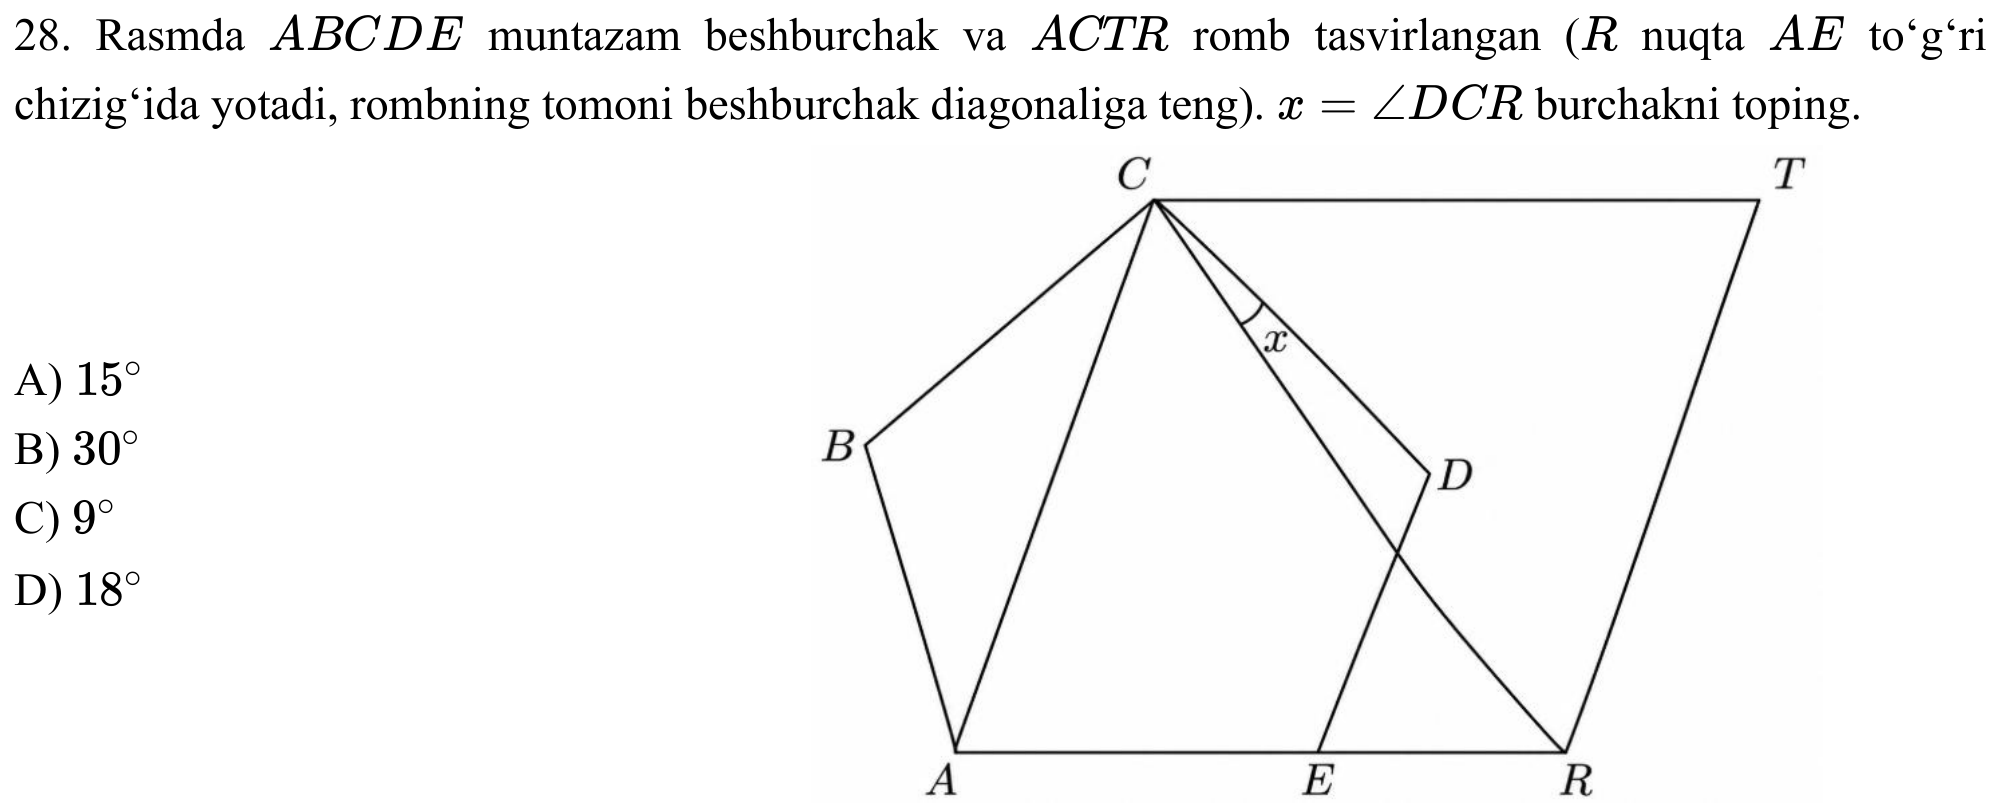 28. Rasmda ABCDE muntazam beshburchak va ACTR romb tasvirlangan (R nuqta AE to‘g‘ri
chizig‘ida yotadi, rombning tomoni beshburchak diagonaliga teng). x = ∠DCR burchakni toping.
C
T
x
A) 15°
B) 30°
B
D
C) 9°
D) 18°
A
E
R